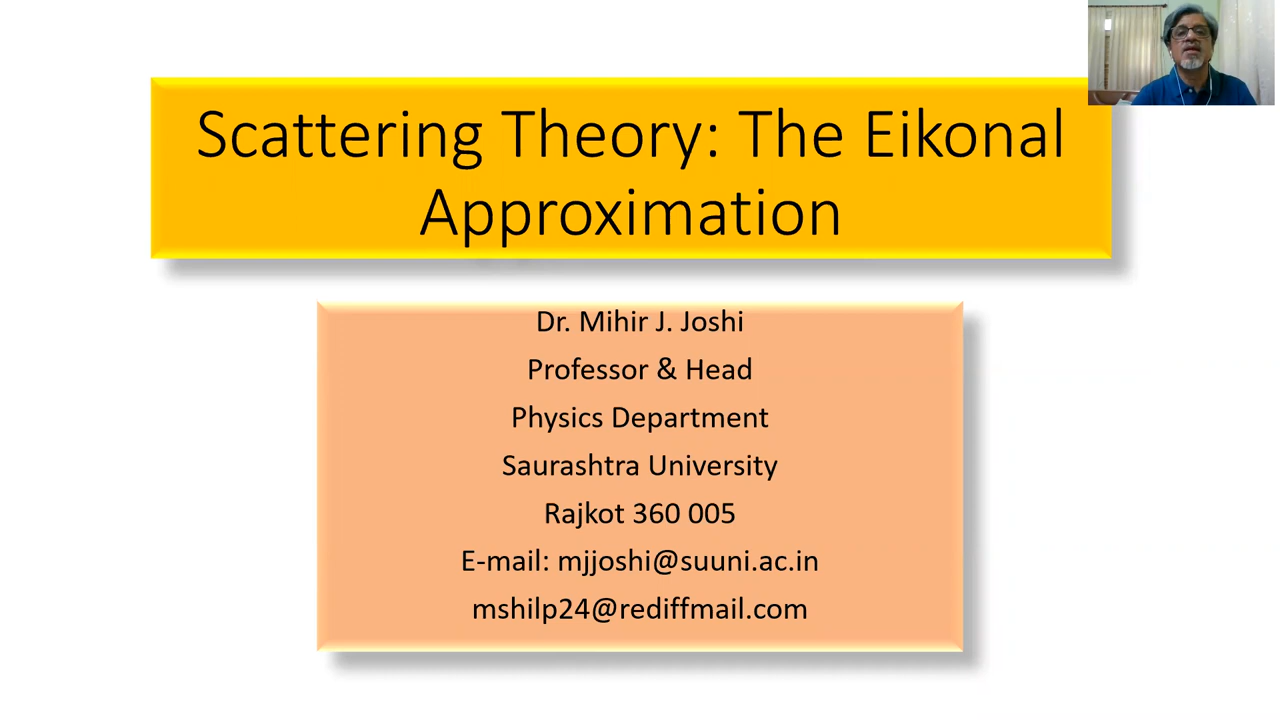 Scattering Theory: The Eikonal
Approximation
Dr. Mihir J. Joshi
Professor & Head
Physics Department
Saurashtra University
Rajkot 360 005
E-mail: mjjoshi@suuni.ac.in
mshilp24@rediffmail.com